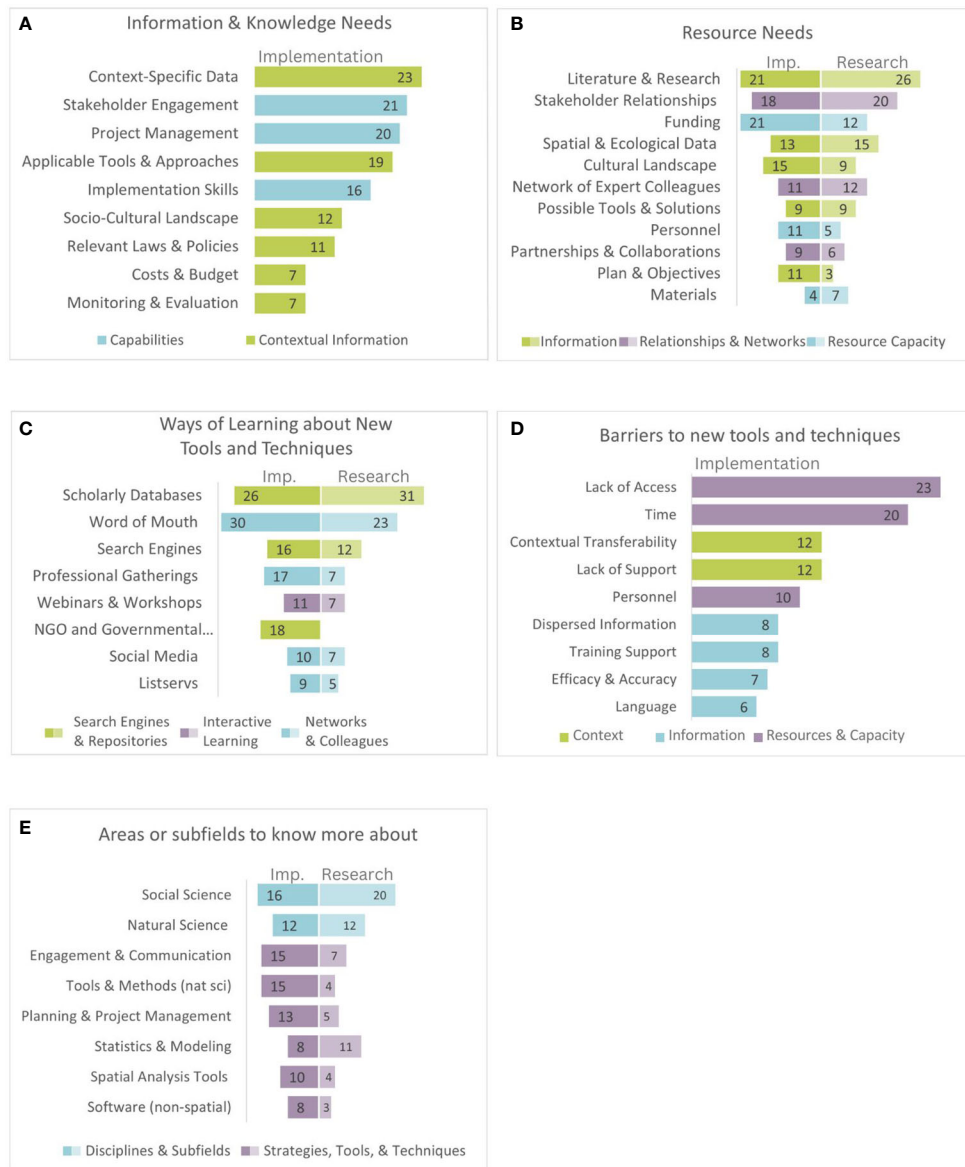 A
Information & Knowledge Needs
Implementation
Context-Specific Data 23
Stakeholder Engagement 21
Project Management 20
Applicable Tools & Approaches 19
Implementation Skills 16
Socio-Cultural Landscape 12
Relevant Laws & Policies 11
Costs & Budget 7
Monitoring & Evaluation 7
Capabilities Contextual Information
B
Resource Needs
Imp. Research
Literature & Research 21 26
Stakeholder Relationships 18 20
Funding 21 12
Spatial & Ecological Data 13 15
Cultural Landscape 15 9
Network of Expert Colleagues 11 12
Possible Tools & Solutions 9 9
Personnel 11 5
Partnerships & Collaborations 9 6
Plan & Objectives 11 3
Materials 4 7
Information Relationships & Networks Resource Capacity
C
Ways of Learning about New
Tools and Techniques
Imp. Research
Scholarly Databases 26 31
Word of Mouth 30 23
Search Engines 16 12
Professional Gatherings 17 7
Webinars & Workshops 11 7
NGO and Governmental... 18
Social Media 10 7
Listservs 9 5
Search Engines & Repositories Interactive Learning Networks & Colleagues
D
Barriers to new tools and techniques
Implementation
Lack of Access 23
Time 20
Contextual Transferability 12
Lack of Support 12
Personnel 10
Dispersed Information 8
Training Support 8
Efficacy & Accuracy 7
Language 6
Context Information Resources & Capacity
E
Areas or subfields to know more about
Imp. Research
Social Science 16 20
Natural Science 12 12
Engagement & Communication 15 7
Tools & Methods (nat sci) 15 4
Planning & Project Management 13 5
Statistics & Modeling 8 11
Spatial Analysis Tools 10 4
Software (non-spatial) 8 3
Disciplines & Subfields Strategies, Tools, & Techniques